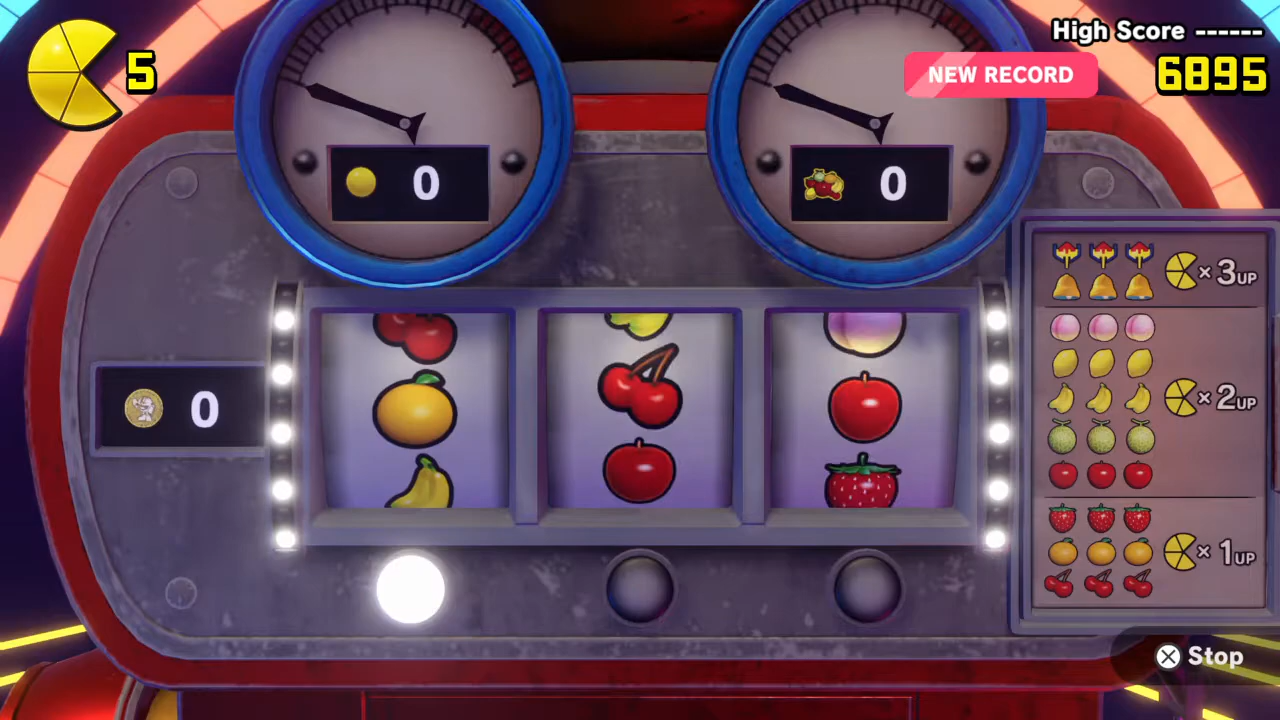 5
High Score ------
NEW RECORD
6895
0
0
0
× 3UP
× 2UP
× 1UP
Stop